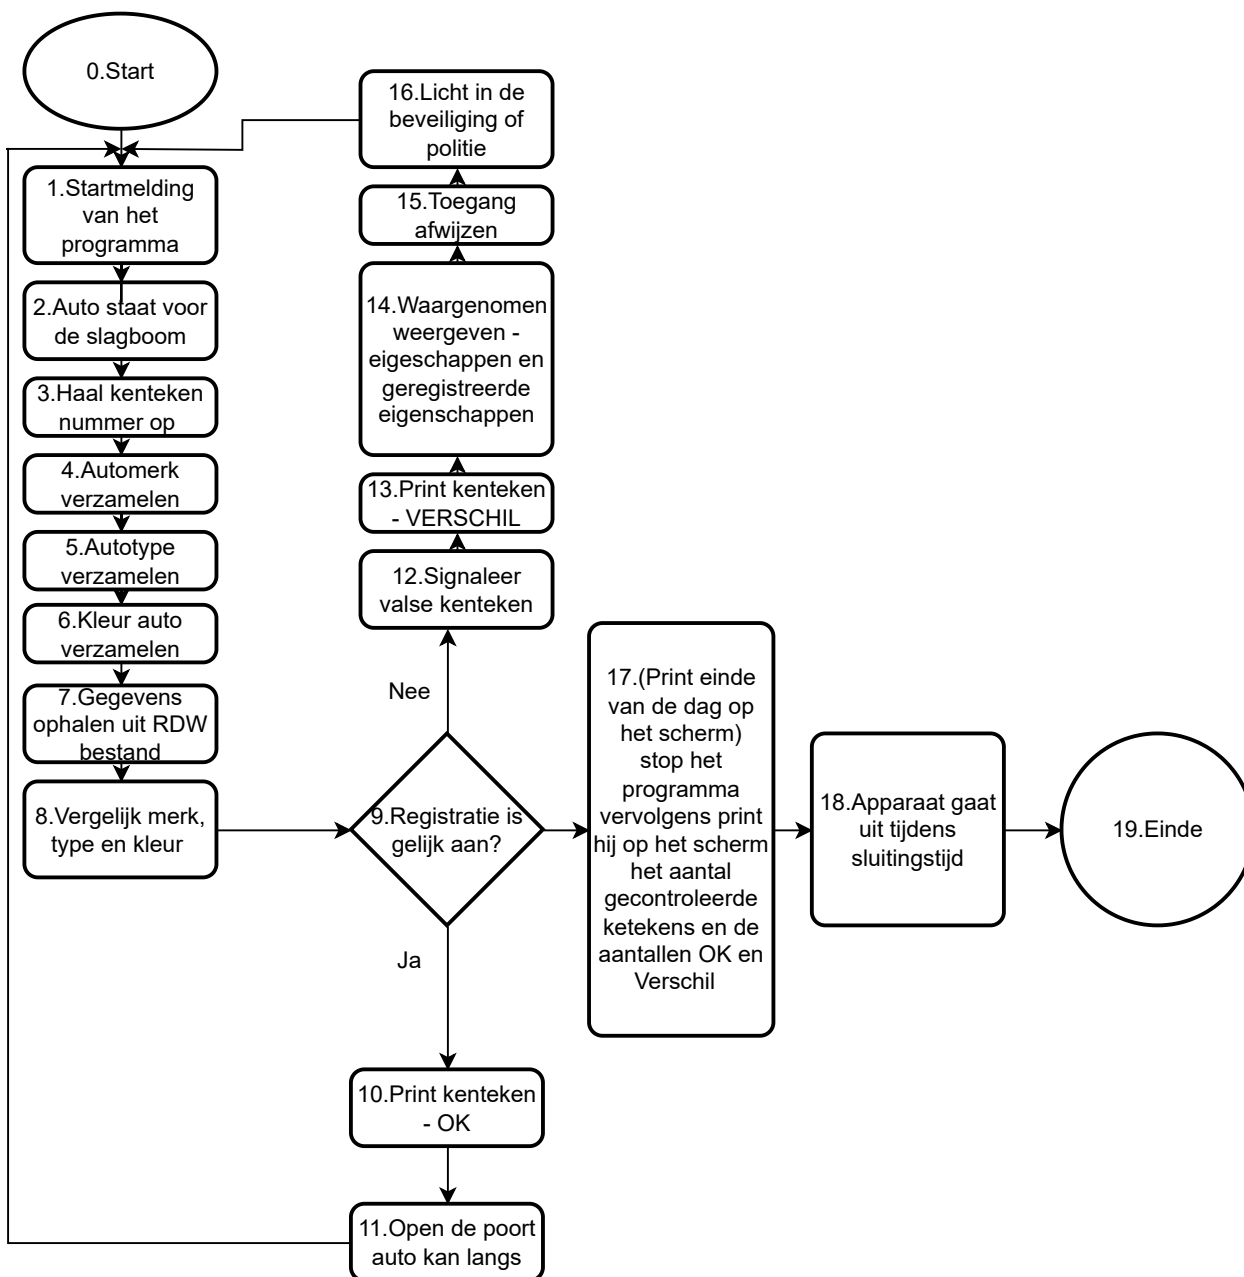 0.Start
1.Startmelding
van het
programma
2.Auto staat voor
de slagboom
3.Haal kenteken
nummer op
4.Automerk
verzamelen
5.Autotype
verzamelen
6.Kleur auto
verzamelen
7.Gegevens
ophalen uit RDW
bestand
8.Vergelijk merk,
type en kleur
9.Registratie is
gelijk aan?
Ja
10.Print kenteken
- OK
11.Open de poort
auto kan langs
Nee
12.Signaleer
valse kenteken
13.Print kenteken
- VERSCHIL
14.Waargenomen
weergeven -
eigeschappen en
geregistreerde
eigenschappen
15.Toegang
afwijzen
16.Licht in de
beveiliging of
politie
17.(Print einde
van de dag op
het scherm)
stop het
programma
vervolgens print
hij op het scherm
het aantal
gecontroleerde
ketekens en de
aantallen OK en
Verschil
18.Apparaat gaat
uit tijdens
sluitingstijd
19.Einde